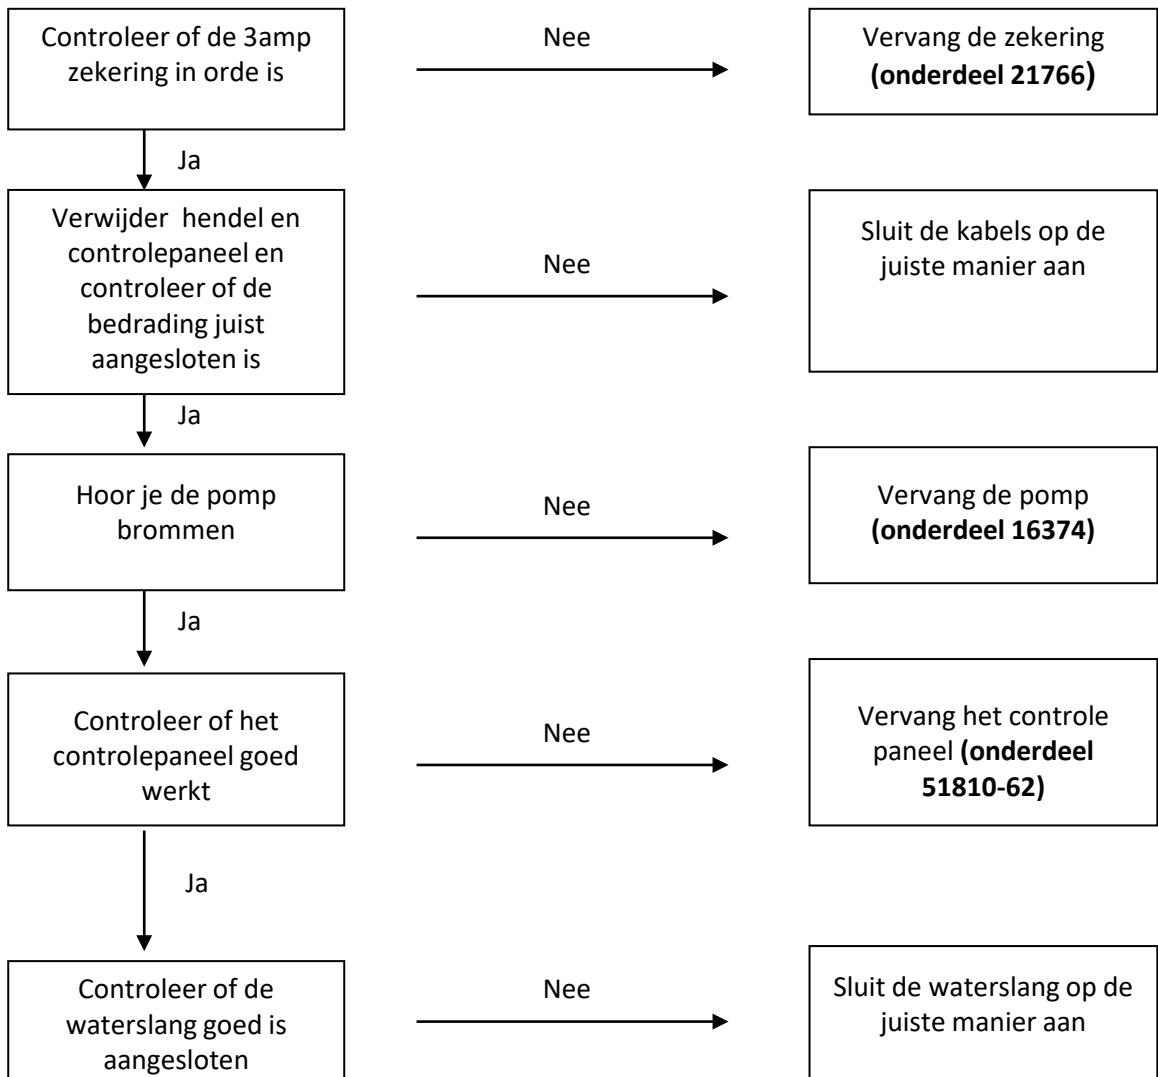 Controleer of de 3amp
zekering in orde is
Nee
Vervang de zekering
(onderdeel 21766)
Ja
Verwijder  hendel en
controlepaneel en
controleer of de
bedrading juist
aangesloten is
Nee
Sluit de kabels op de
juiste manier aan
Ja
Hoor je de pomp
brommen
Nee
Vervang de pomp
(onderdeel 16374)
Ja
Controleer of het
controlepaneel goed
werkt
Nee
Vervang het controle
paneel (onderdeel
51810-62)
Ja
Controleer of de
waterslang goed is
aangesloten
Nee
Sluit de waterslang op de
juiste manier aan